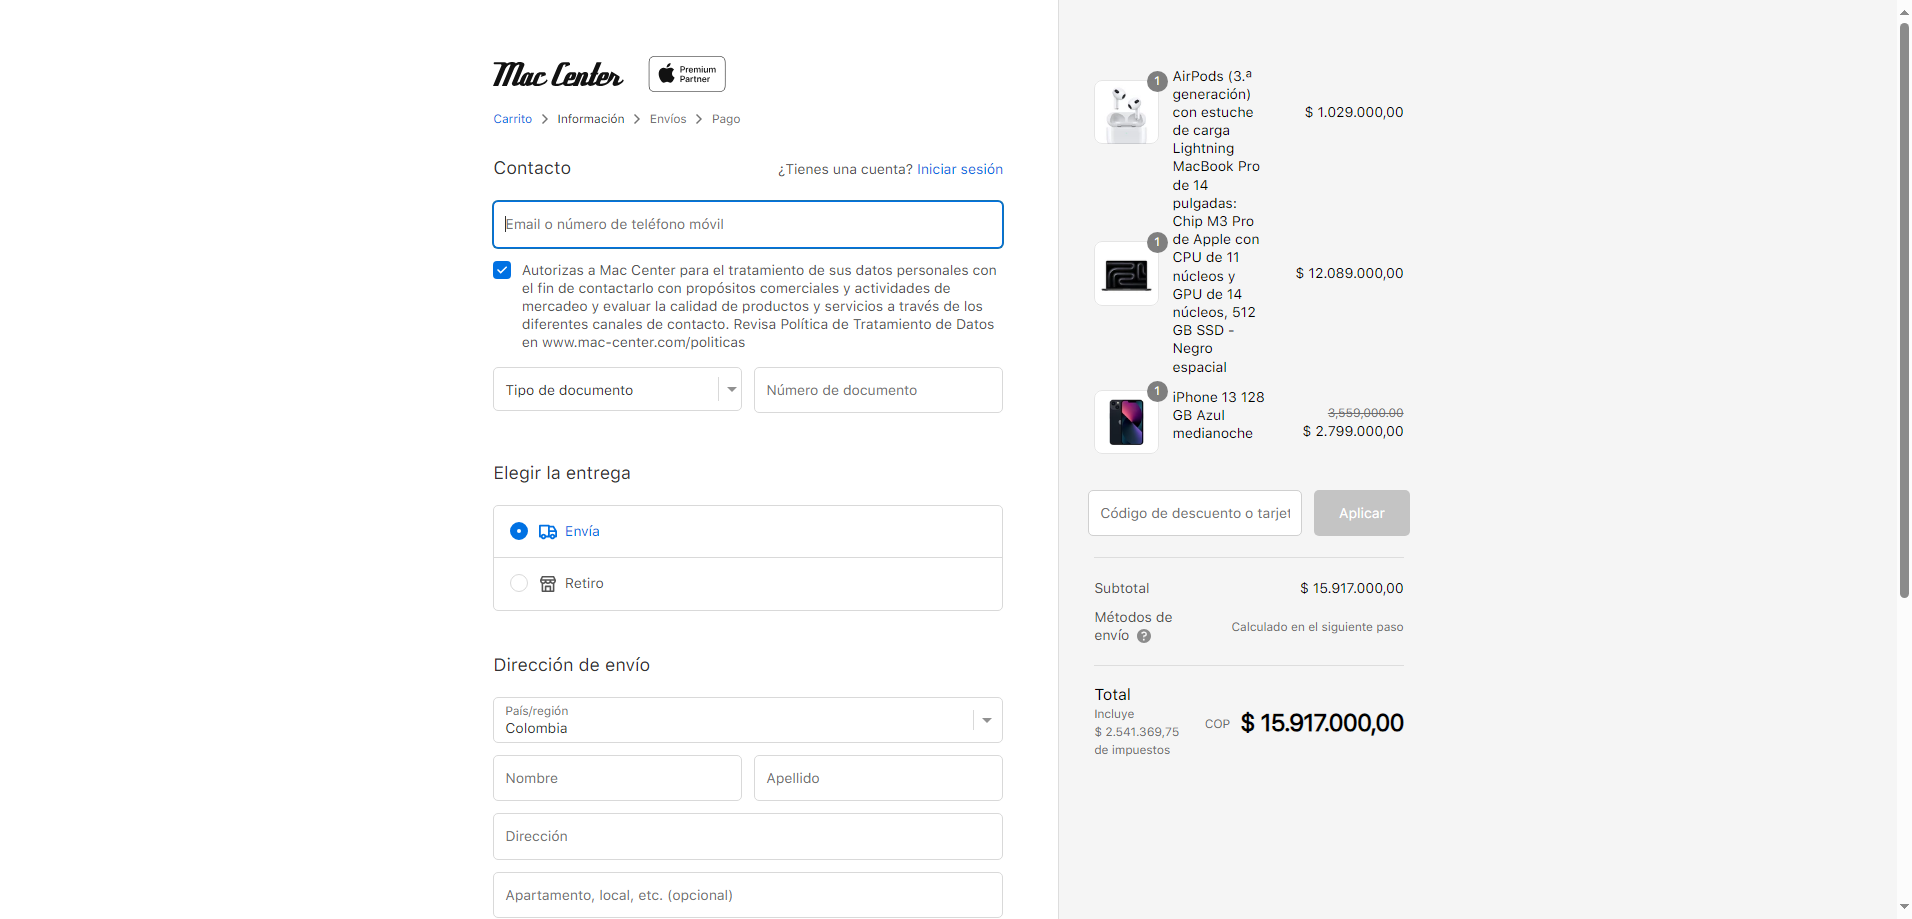 Mac Center
Premium
Partner
Carrito > Información > Envíos > Pago
Contacto
¿Tienes una cuenta? Iniciar sesión
Email o número de teléfono móvil
Autorizas a Mac Center para el tratamiento de sus datos personales con
el fin de contactarlo con propósitos comerciales y actividades de
mercadeo y evaluar la calidad de productos y servicios a través de los
diferentes canales de contacto. Revisa Política de Tratamiento de Datos
en www.mac-center.com/politicas
Tipo de documento
Número de documento
Elegir la entrega
Envía
Retiro
Dirección de envío
País/región
Colombia
Nombre
Apellido
Dirección
Apartamento, local, etc. (opcional)
1
AirPods (3.ª
generación)
con estuche
de carga
Lightning
$ 1.029.000,00
1
MacBook Pro
de 14
pulgadas:
Chip M3 Pro
de Apple con
CPU de 11
núcleos y
GPU de 14
núcleos, 512
GB SSD -
Negro
espacial
$ 12.089.000,00
1
iPhone 13 128
GB Azul
medianoche
3,559,000.00
$ 2.799.000,00
Código de descuento o tarjet
Aplicar
Subtotal
$ 15.917.000,00
Métodos de
envío ?
Calculado en el siguiente paso
Total
Incluye
$ 2.541.369,75
de impuestos
COP $ 15.917.000,00